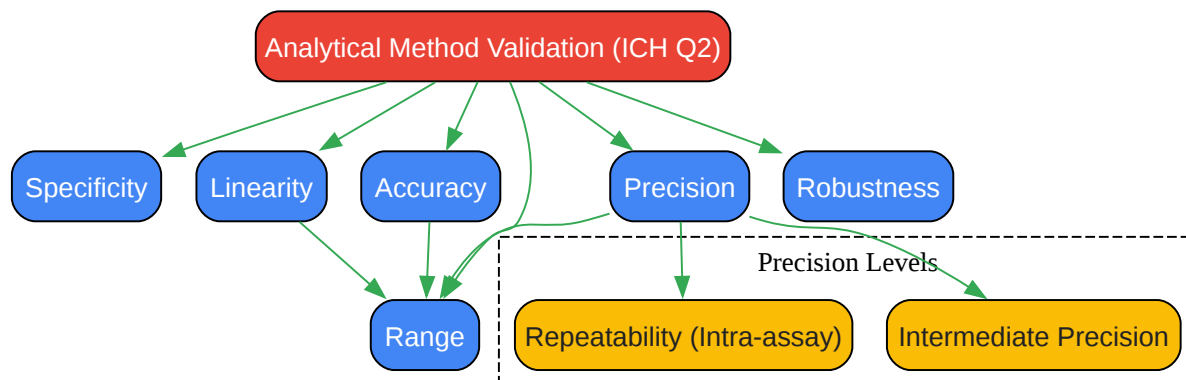 Analytical Method Validation (ICH Q2)
Specificity
Linearity
Accuracy
Precision
Robustness
Precision Levels
Range
Repeatability (Intra-assay)
Intermediate Precision